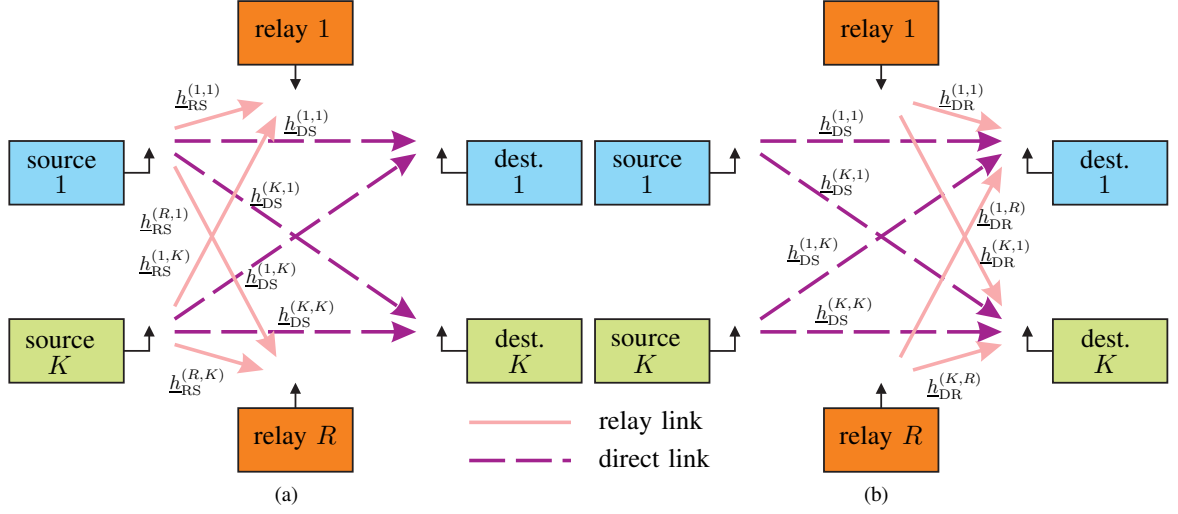 relay 1
h_RS^(1,1)
h_DS^(1,1)
source
1
dest.
1
h_DS^(K,1)
h_RS^(R,1)
h_RS^(1,K)
h_DS^(1,K)
h_DS^(K,K)
source
K
dest.
K
h_RS^(R,K)
relay R
(a)
relay link
direct link
relay 1
h_DR^(1,1)
h_DS^(1,1)
source
1
dest.
1
h_DS^(K,1)
h_DR^(1,R)
h_DS^(1,K)
h_DR^(K,1)
h_DS^(K,K)
source
K
dest.
K
h_DR^(K,R)
relay R
(b)